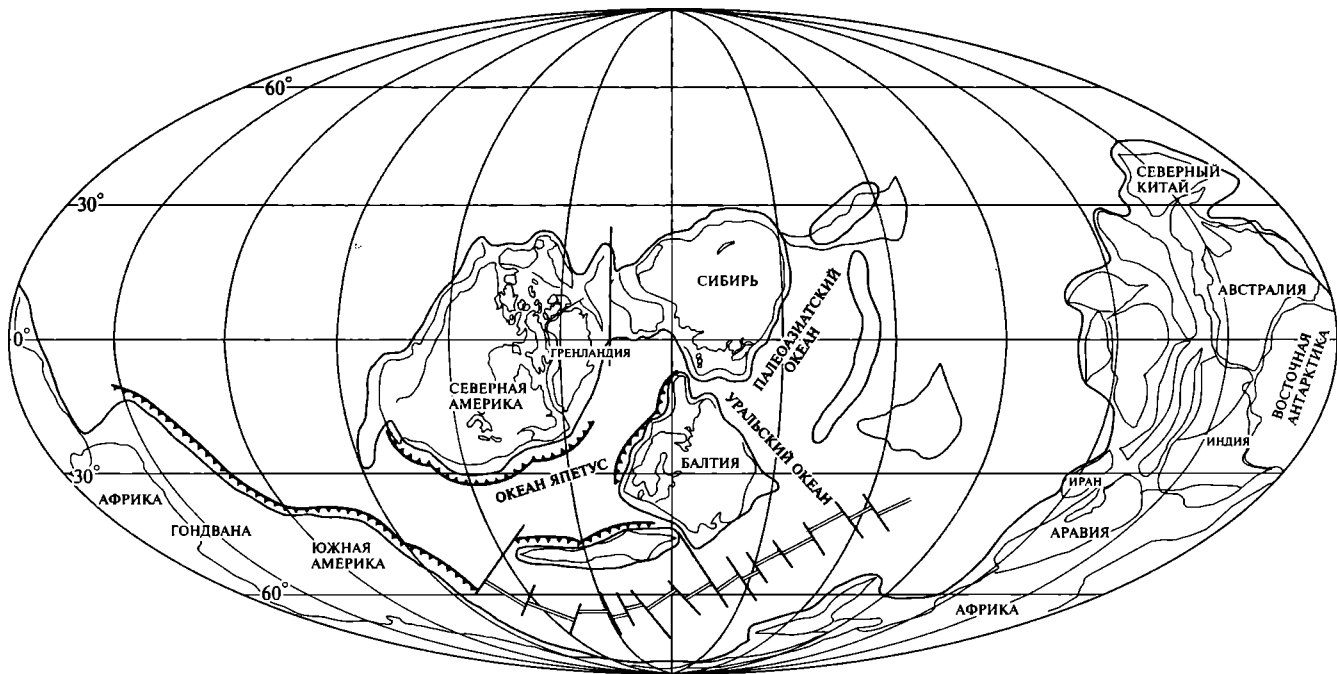 60°
СЕВЕРНЫЙ
КИТАЙ
30°
СИБИРЬ
АВСТРАЛИЯ
ПАЛЕОАЗИАТСКИЙ
ОКЕАН
0°
ГРЕНЛАНДИЯ
ВОСТОЧНАЯ
АНТАРКТИКА
СЕВЕРНАЯ
АМЕРИКА
УРАЛЬСКИЙ ОКЕАН
ИНДИЯ
БАЛТИЯ
30°
ОКЕАН ЯПЕТУС
ИРАН
АФРИКА
ГОНДВАНА
АРАВИЯ
ЮЖНАЯ
АМЕРИКА
60°
АФРИКА